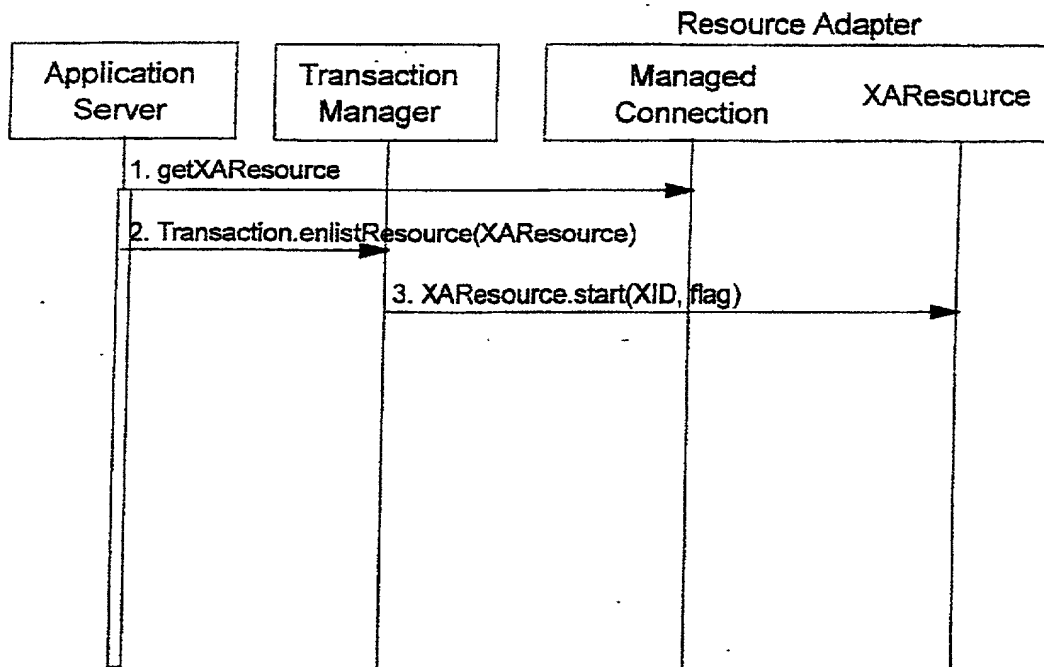 Resource Adapter
Application
Server
Transaction
Manager
Managed
Connection
XAResource
1. getXAResource
2. Transaction.enlistResource(XAResource)
3. XAResource.start(XID, flag)